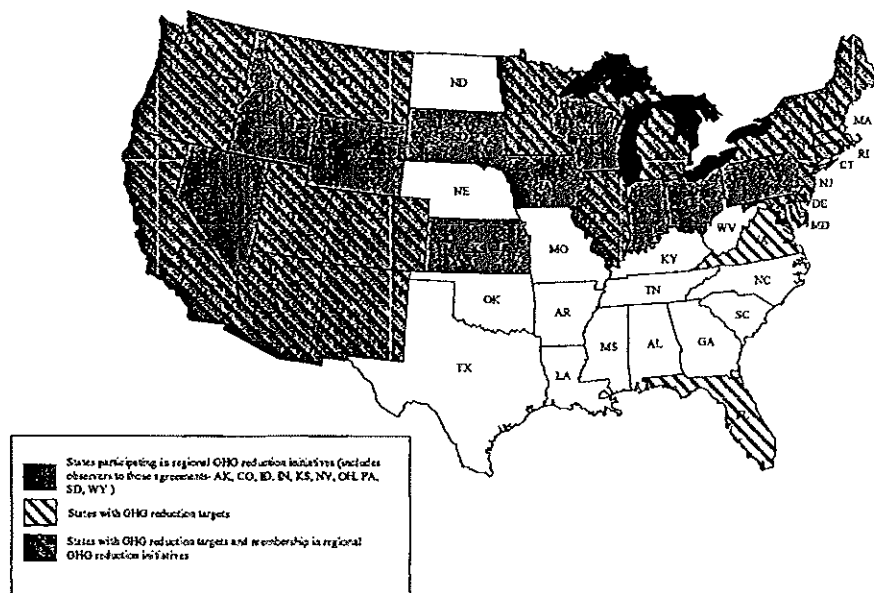 ND
MA
RI
CT
NE
NJ
DE
MD
WV
MO
KY
NC
TN
OK
AR
SC
MS
AL
GA
TX
LA
States participating in regional GHG reduction initiatives (includes
observers to these agreements- AK, CO, ID, IN, KS, NV, OH, PA,
SD, WY )
States with GHG reduction targets
States with GHG reduction targets and membership in regional
GHG reduction initiatives